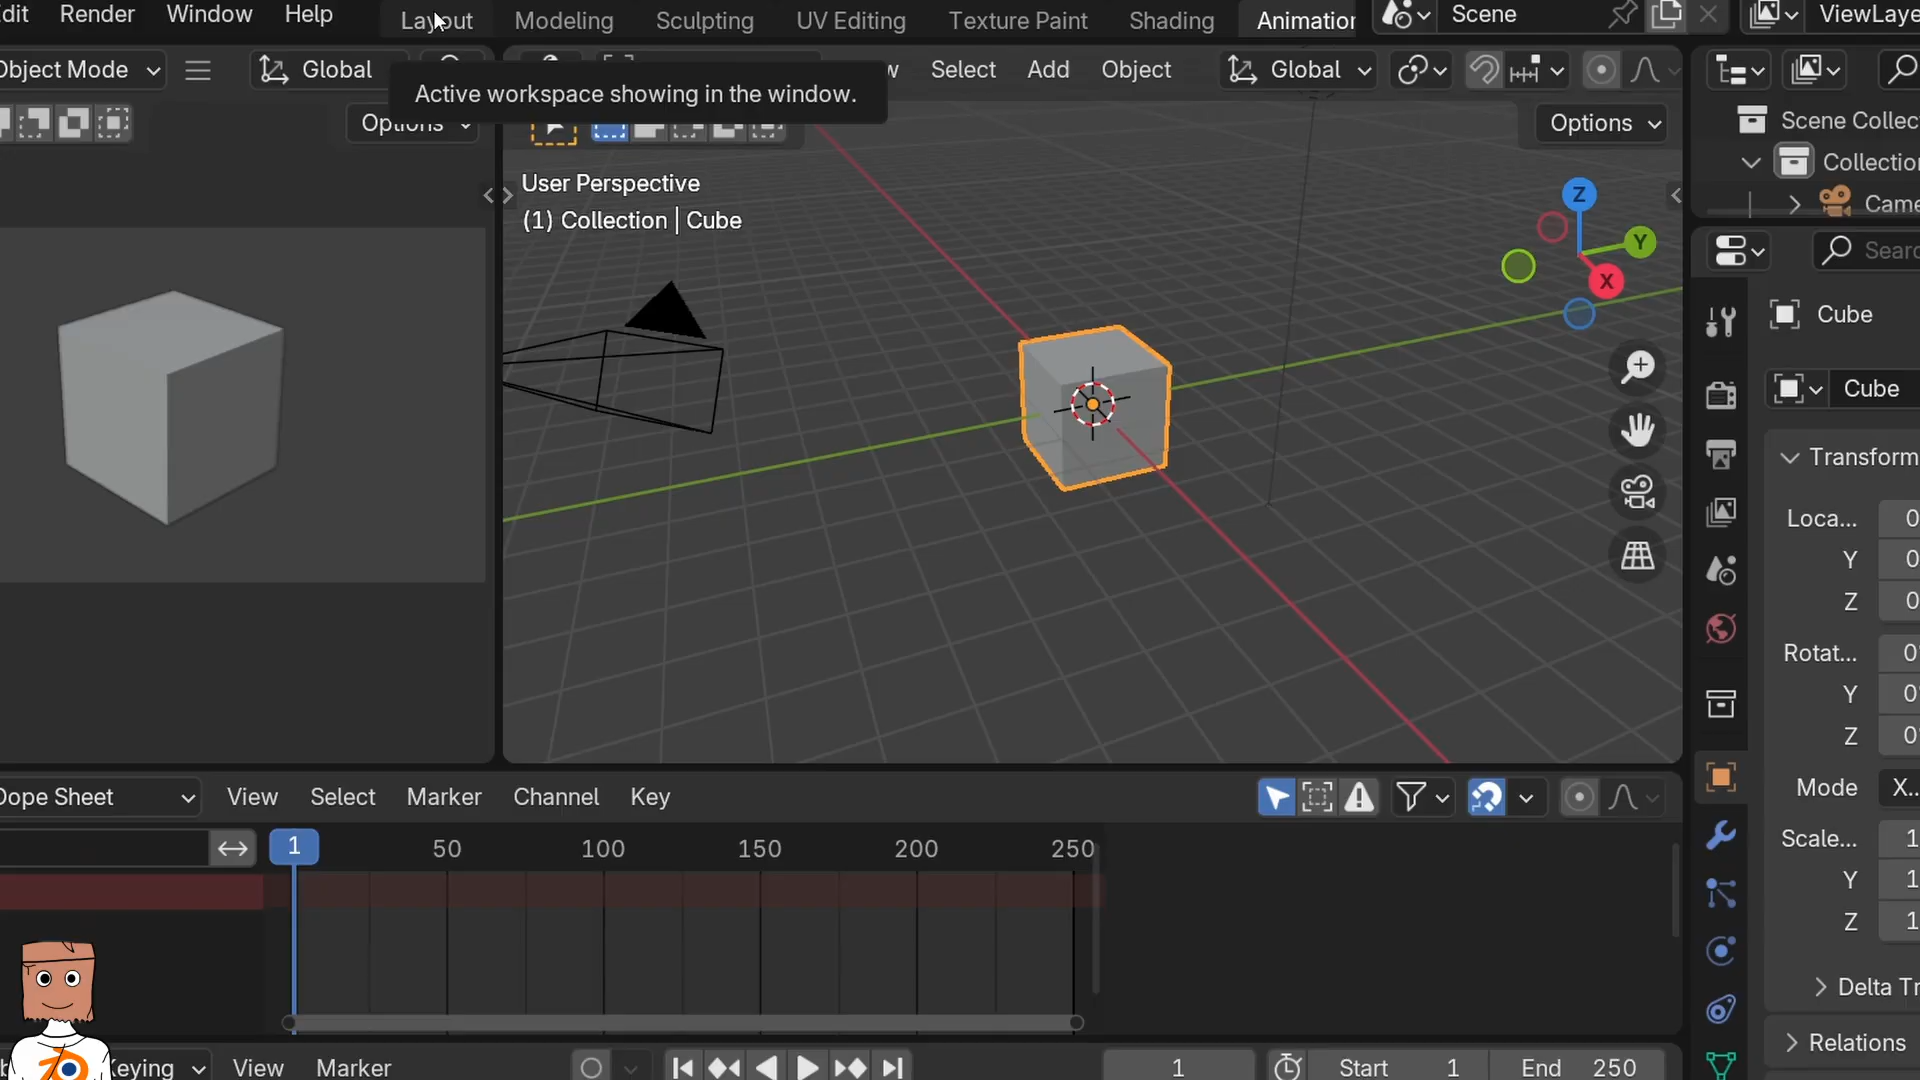 dit Render Window Help Layout Modeling Sculpting UV Editing Texture Paint Shading Animation Scene ViewLaye
Object Mode Global Select Add Object Global
Active workspace showing in the window.
Options Options
Scene Collec
Collection
Came
User Perspective
(1) Collection | Cube
Z
Y
X
Searc
Cube
Cube
Transform
Loca... 0
Y 0
Z 0
Rotat... 0°
Y 0°
Z 0°
Mode X..
Scale... 1
Y 1
Z 1
Delta Tr
Relations
Dope Sheet View Select Marker Channel Key
1 50 100 150 200 250
Keying View Marker 1 Start 1 End 250